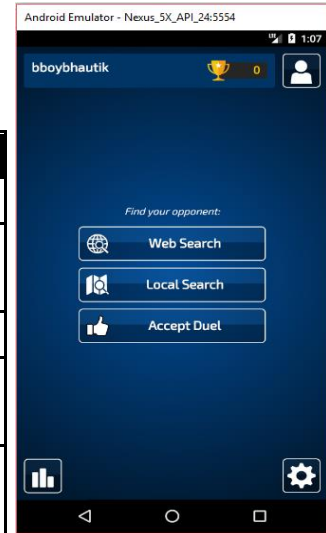 Android Emulator - Nexus_5X_API_24:5554
1:07
bboybhautik
0
Find your opponent:
Web Search
Local Search
Accept Duel